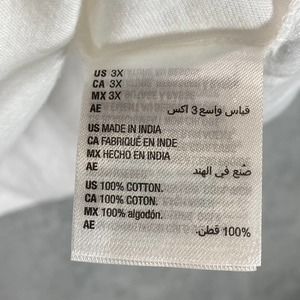 US 3X
CA 3X
MX 3X
AE قياس واسع 3 اكس
US MADE IN INDIA
CA FABRIQUÉ EN INDE
MX HECHO EN INDIA
AE صنع في الهند
US 100% COTTON.
CA 100% COTON.
MX 100% algodón.
AE 100% قطن.